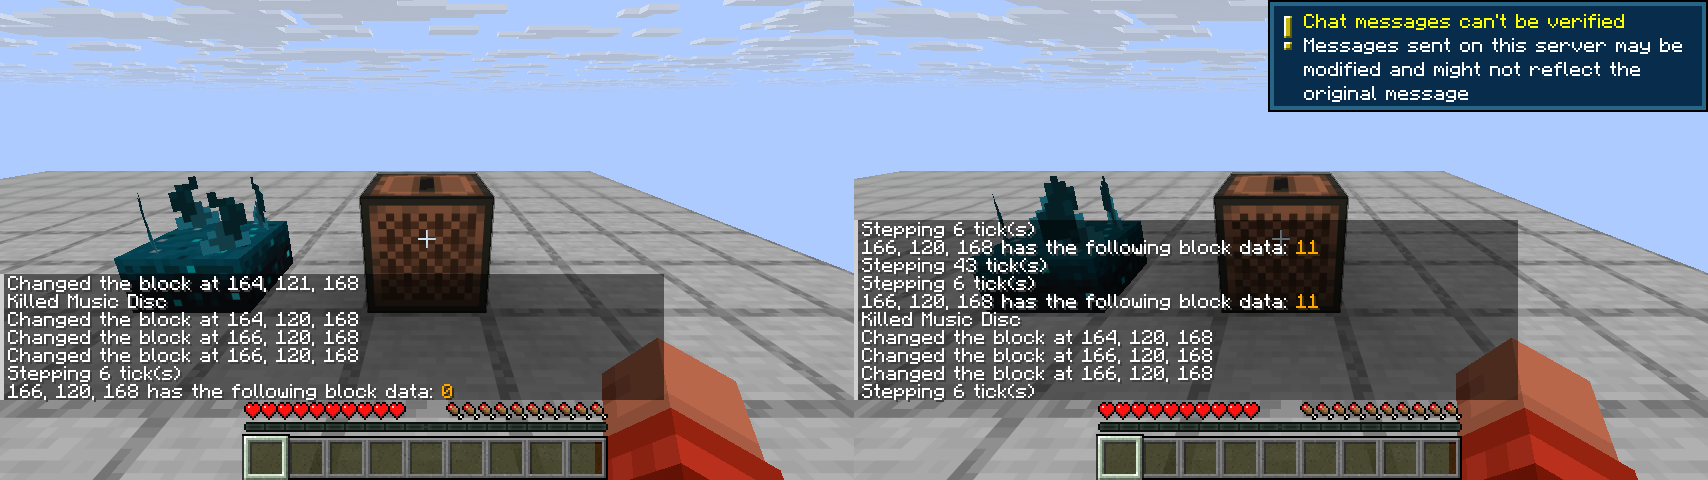 Changed the block at 164, 121, 168
Killed Music Disc
Changed the block at 164, 120, 168
Changed the block at 166, 120, 168
Changed the block at 166, 120, 168
Stepping 6 tick(s)
166, 120, 168 has the following block data: 0
Chat messages can't be verified
Messages sent on this server may be
modified and might not reflect the
original message
Stepping 6 tick(s)
166, 120, 168 has the following block data: 11
Stepping 43 tick(s)
Stepping 6 tick(s)
166, 120, 168 has the following block data: 11
Killed Music Disc
Changed the block at 164, 120, 168
Changed the block at 166, 120, 168
Changed the block at 166, 120, 168
Stepping 6 tick(s)